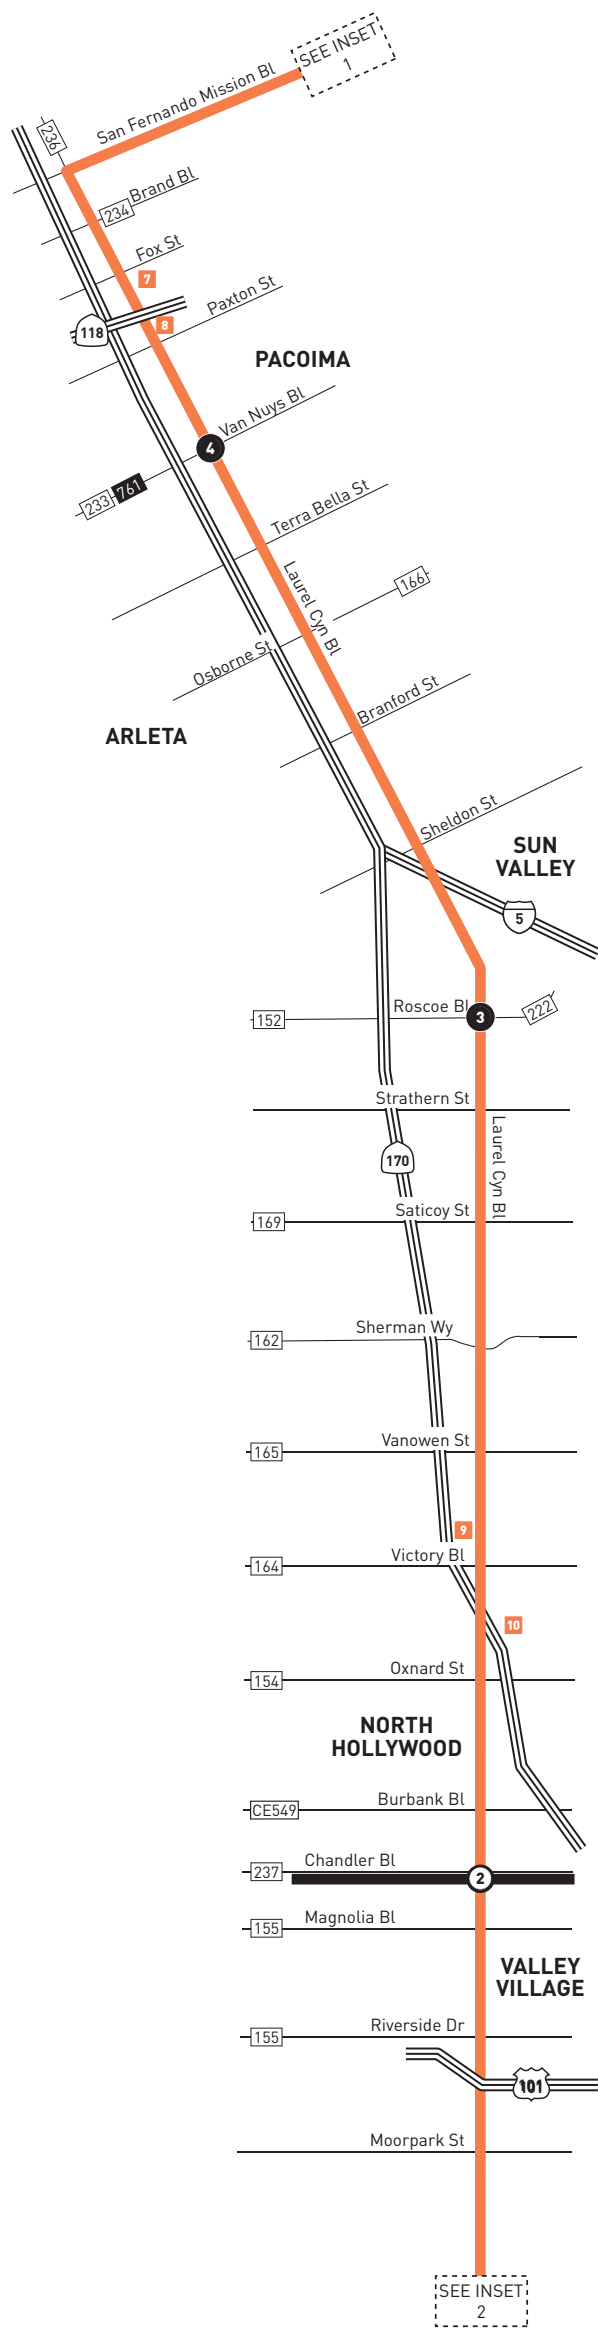 SEE INSET
1
San Fernando Mission Bl
236
Brand Bl
234
Fox St
7
Paxton St
118
8
PACOIMA
Van Nuys Bl
4
233
761
Terra Bella St
Laurel Cyn Bl
166
Osborne St
Branford St
ARLETA
Sheldon St
SUN
VALLEY
5
Roscoe Bl
152
3
222
Strathern St
Laurel Cyn Bl
170
Saticoy St
169
Sherman Wy
162
Vanowen St
165
9
Victory Bl
164
10
Oxnard St
154
NORTH
HOLLYWOOD
Burbank Bl
CE549
Chandler Bl
237
2
Magnolia Bl
155
VALLEY
VILLAGE
Riverside Dr
155
101
Moorpark St
SEE INSET
2